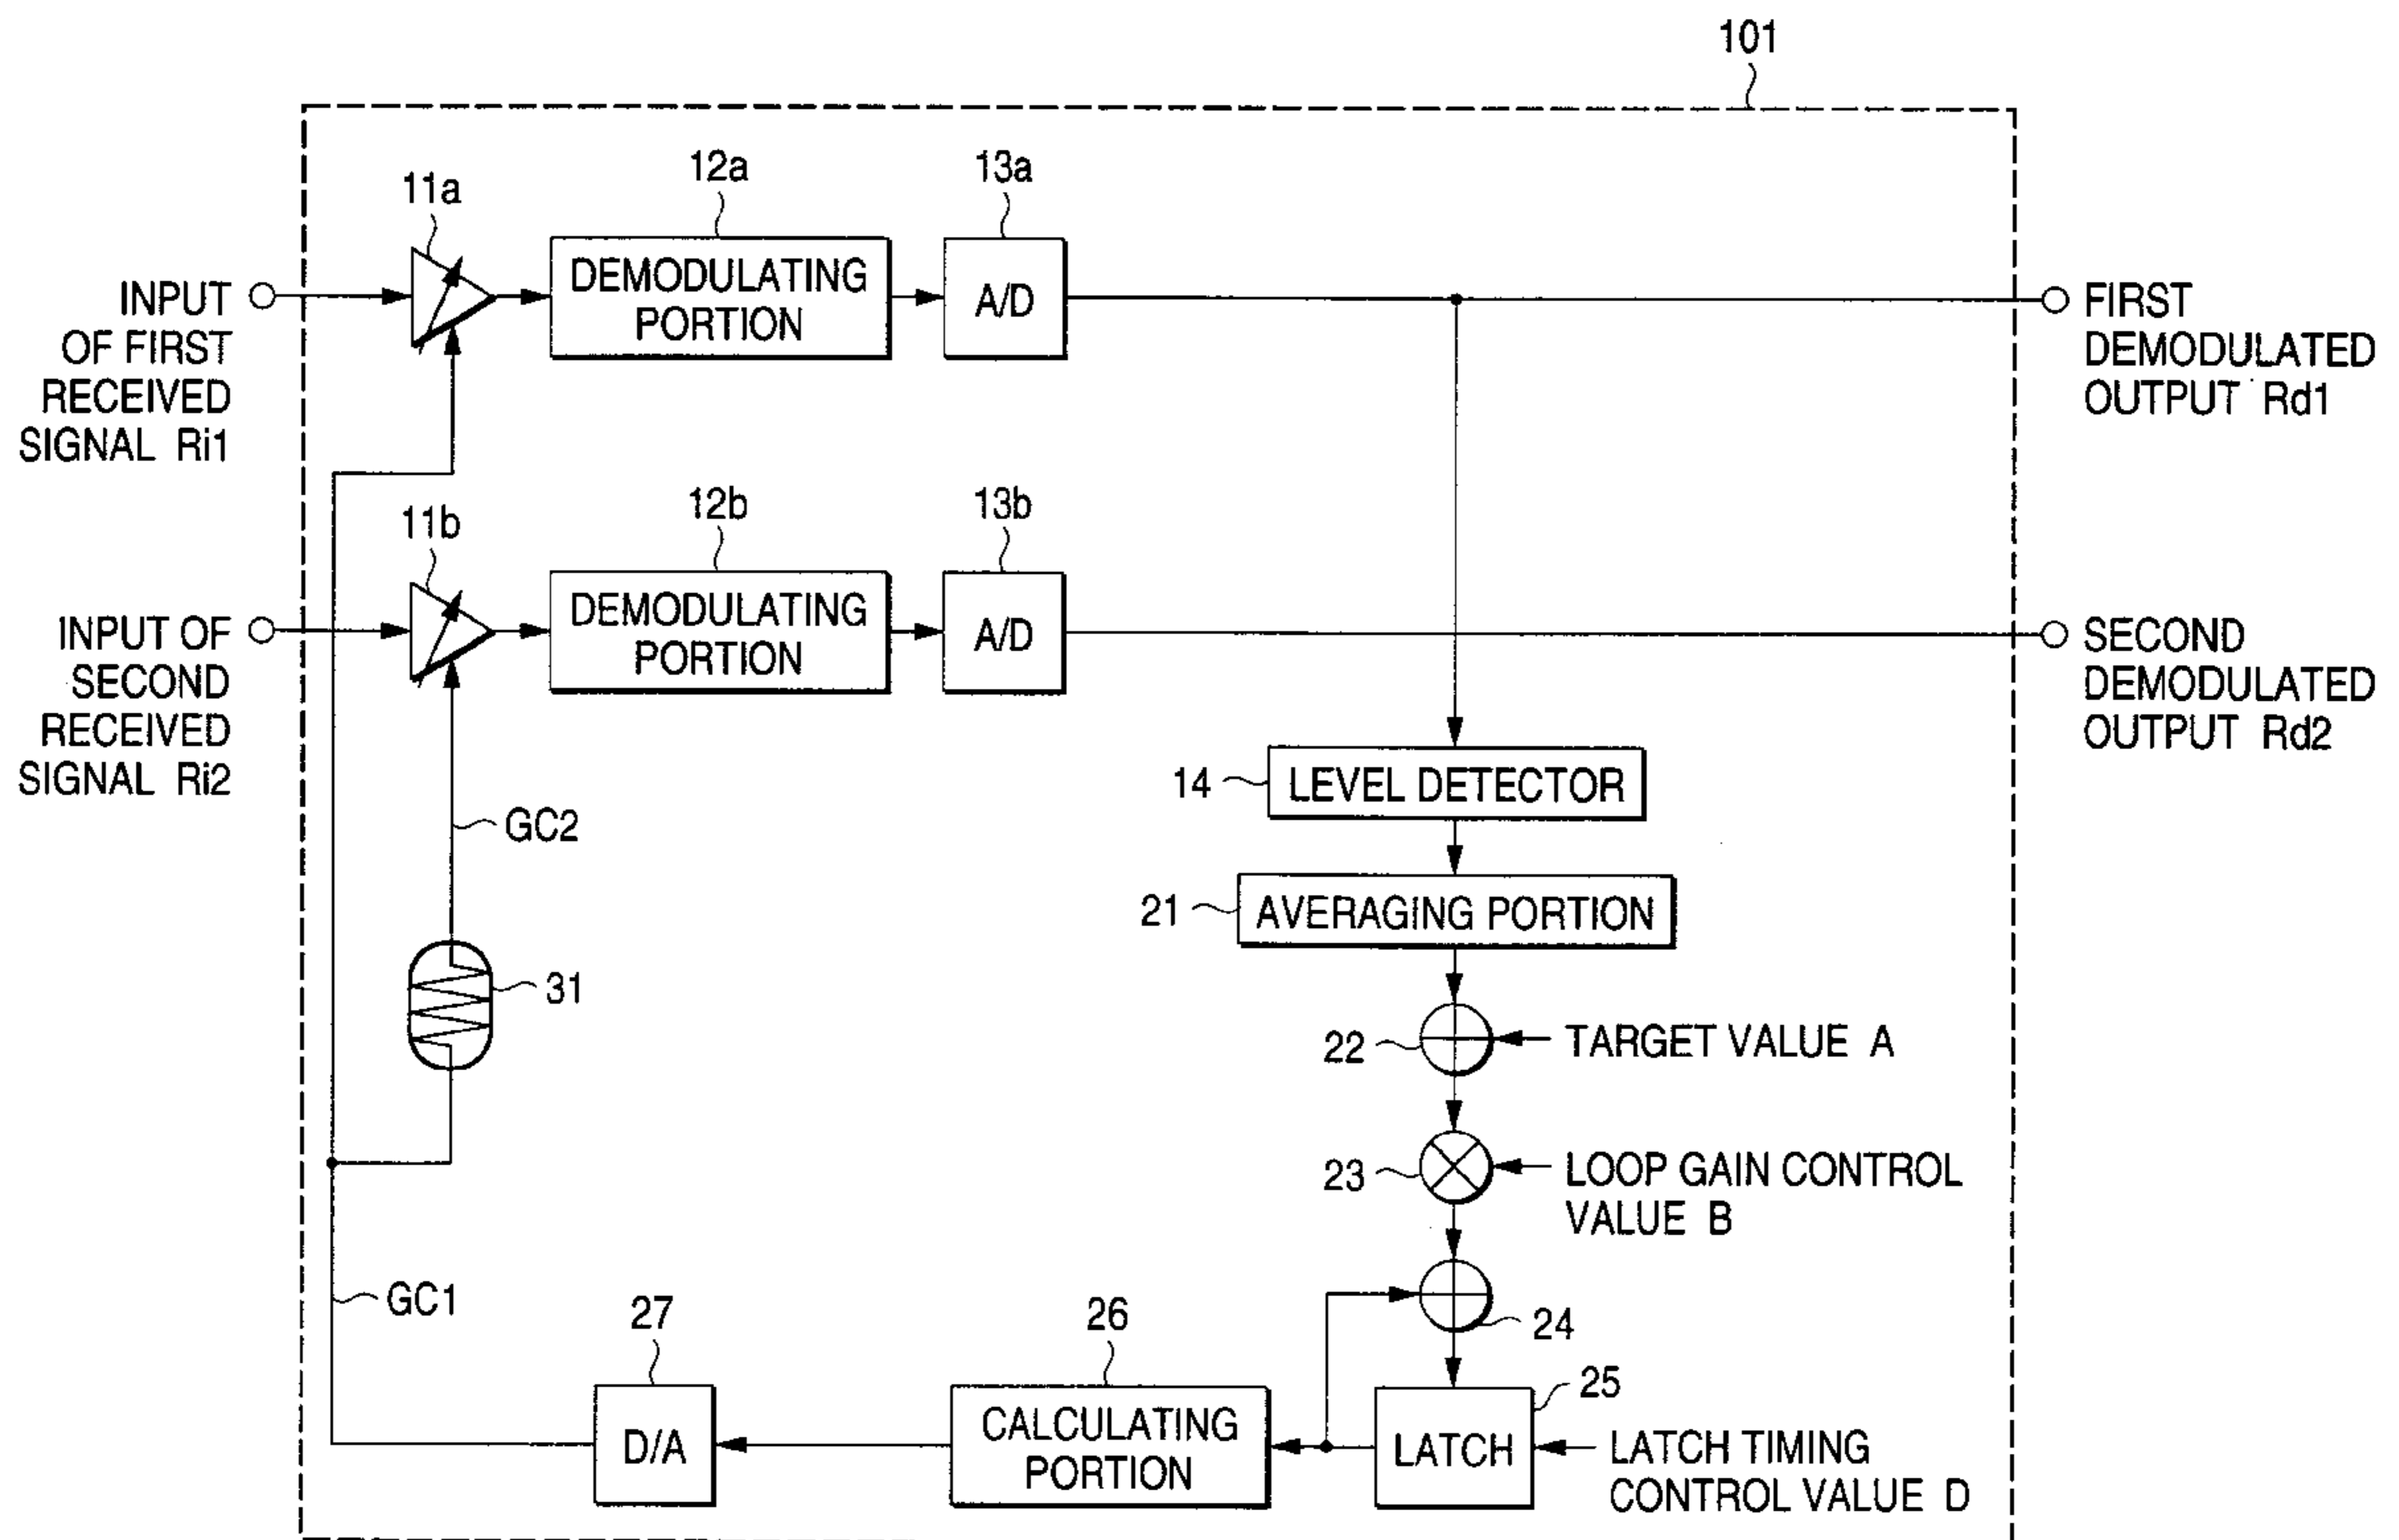 101
12a
13a
11a
DEMODULATING
PORTION
A/D
INPUT
OF FIRST
RECEIVED
SIGNAL Ri1
FIRST
DEMODULATED
OUTPUT Rd1
12b
13b
11b
DEMODULATING
PORTION
A/D
INPUT OF
SECOND
RECEIVED
SIGNAL Ri2
SECOND
DEMODULATED
OUTPUT Rd2
14
LEVEL DETECTOR
GC2
21
AVERAGING PORTION
31
22
TARGET VALUE A
23
LOOP GAIN CONTROL
VALUE B
GC1
24
27
26
25
D/A
CALCULATING
PORTION
LATCH
LATCH TIMING
CONTROL VALUE D